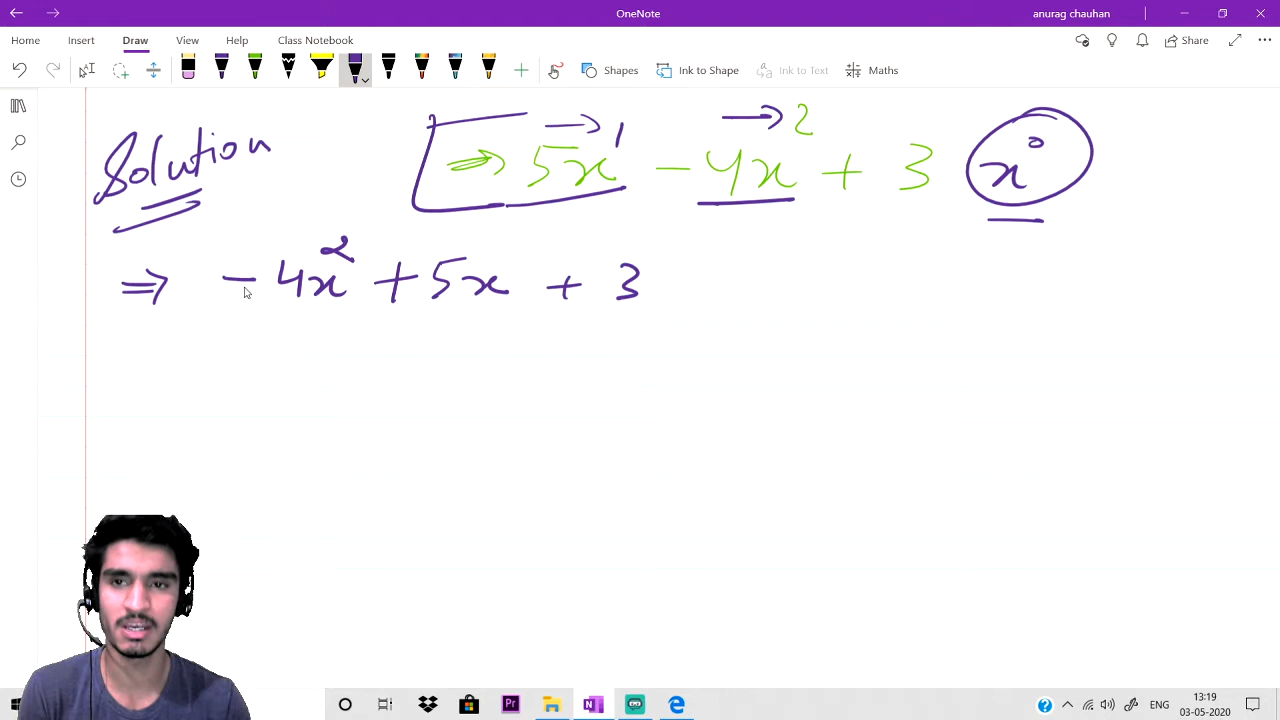 OneNote
anurag chauhan
Home Insert Draw View Help Class Notebook
Share
Shapes Ink to Shape Ink to Text Maths
Solution ⇒ 5x¹ - 4x² + 3 x⁰
⇒ - 4x² + 5x + 3
Pr N
ENG
13:19
03-05-2020